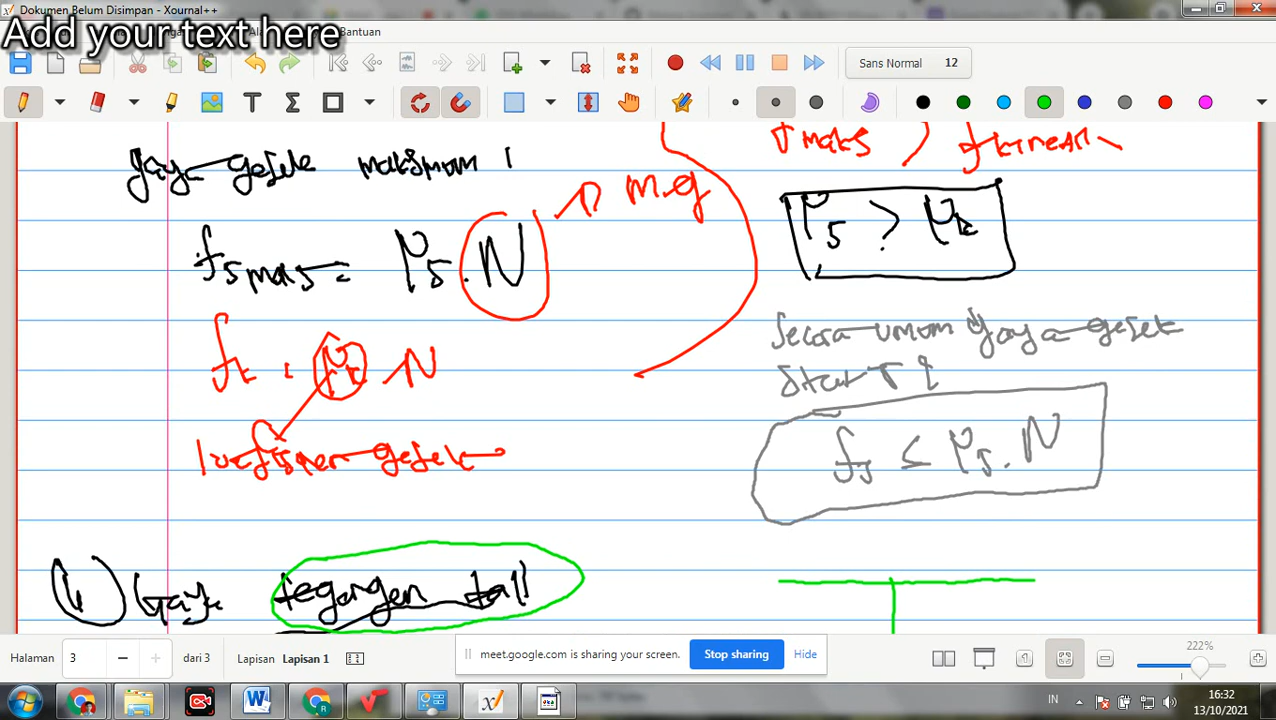 Dokumen Belum Disimpan - Xournal++
Add your text here
Bantuan
Sans Normal 12
gaya gesek maksimum :
fs maks = μs . N
m.g
fk = μk . N
koefisien gesek
fmaks > fkinetik
μs > μk
Secara umum gaya gesek
statis :
fs ≤ μs . N
4) Gaya tegangan tali
meet.google.com is sharing your screen.
Stop sharing
Hide
Halaman
dari 3
Lapisan
Lapisan 1
222%
IN
16:32
13/10/2021